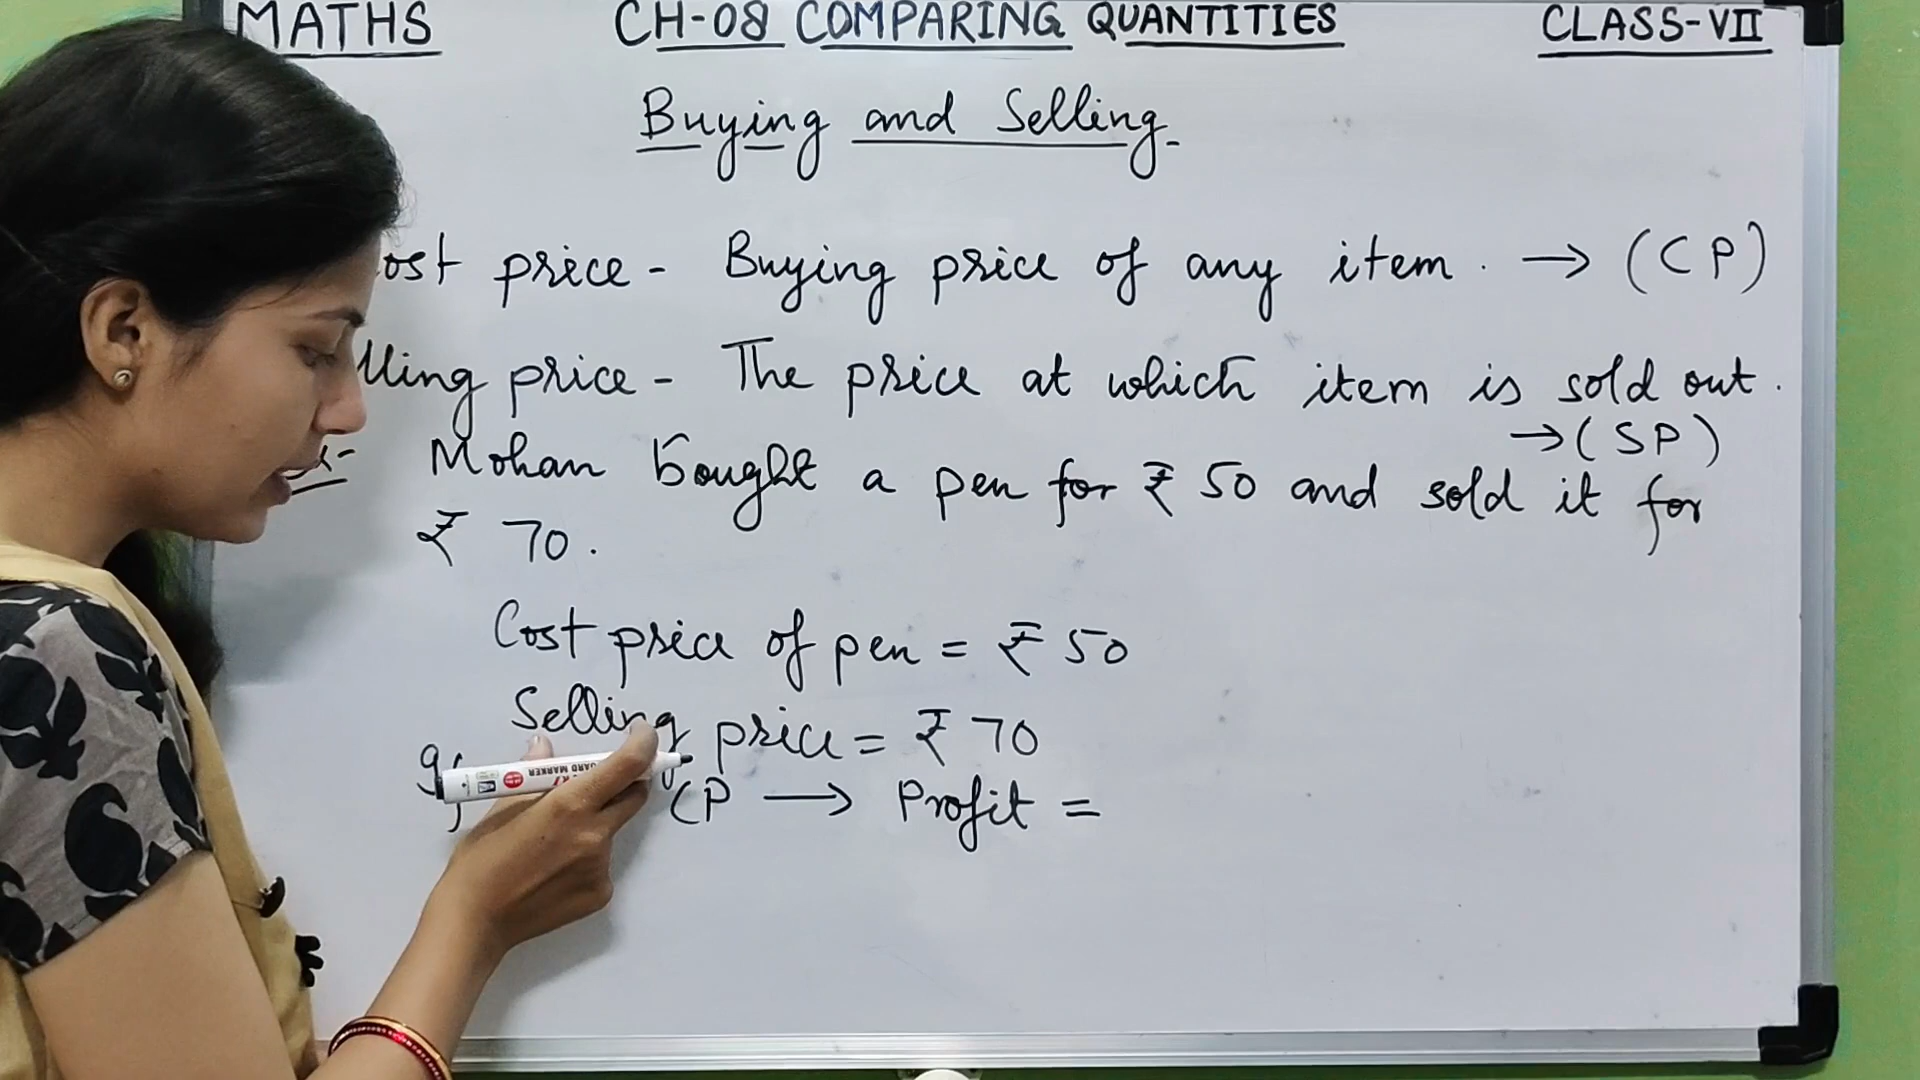 MATHS CH-08 COMPARING QUANTITIES CLASS-VII
Buying and Selling
ost price - Buying price of any item. → (CP)
lling price - The price at which item is sold out.
→ (SP)
Mohan bought a pen for ₹ 50 and sold it for
₹ 70.
Cost price of pen = ₹ 50
Selling price = ₹ 70
CP → Profit =